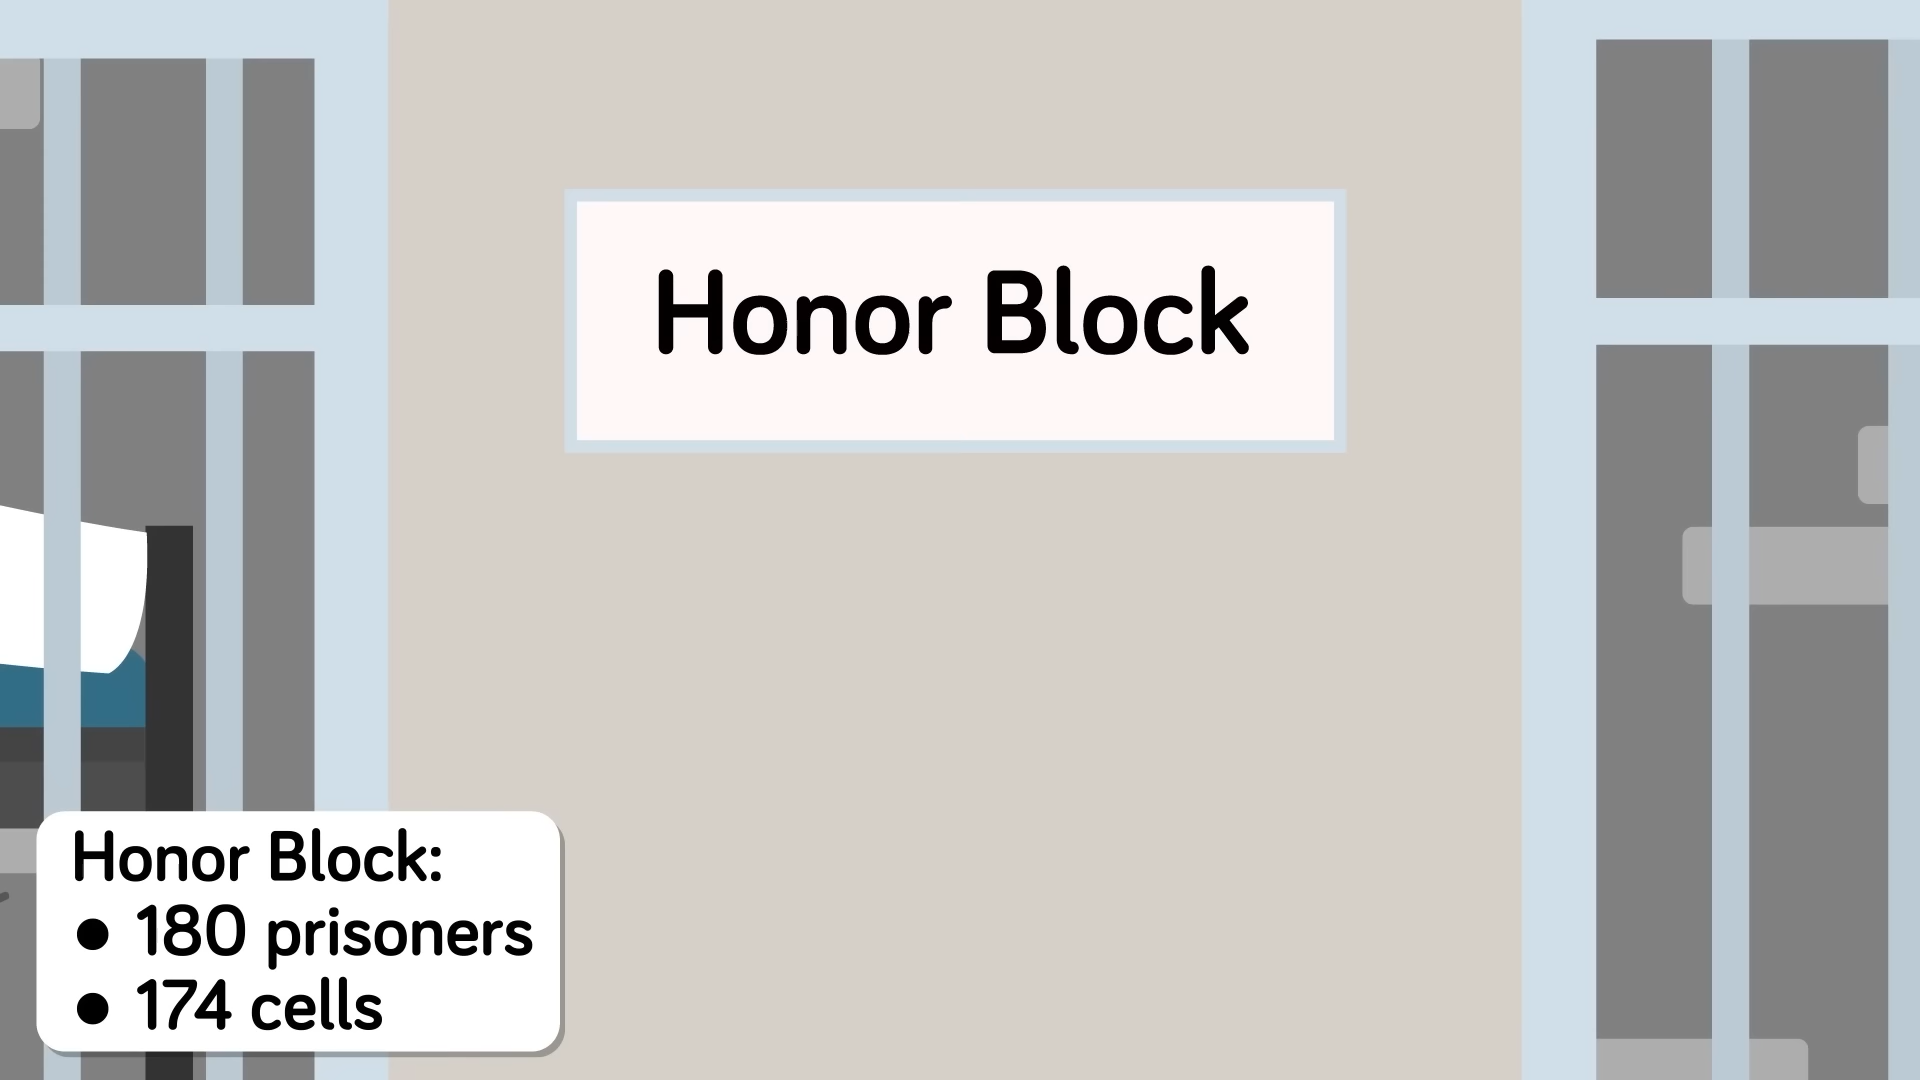 Honor Block
Honor Block:
● 180 prisoners
● 174 cells